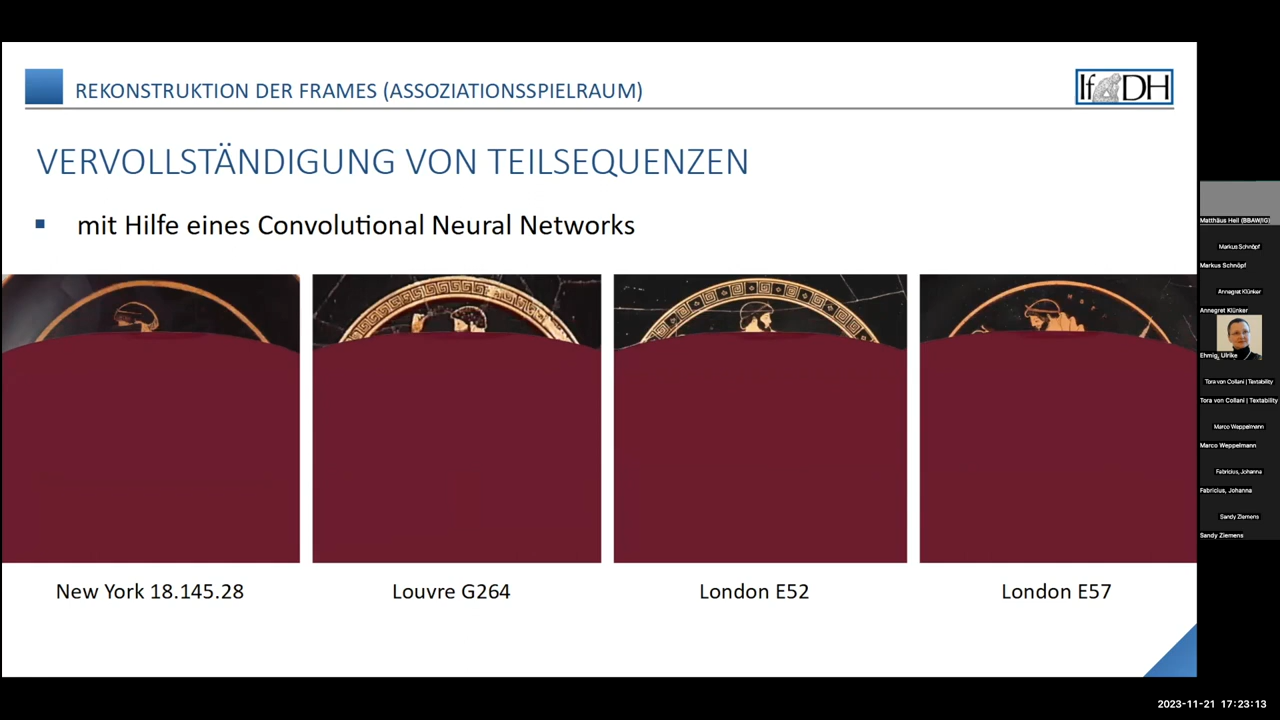 REKONSTRUKTION DER FRAMES (ASSOZIATIONSSPIELRAUM)
IfDH
VERVOLLSTÄNDIGUNG VON TEILSEQUENZEN
mit Hilfe eines Convolutional Neural Networks
New York 18.145.28
Louvre G264
London E52
London E57
Matthäus Heil (BBAW/IG)
Markus Schnöpf
Markus Schnöpf
Annegret Klünker
Annegret Klünker
Ehmig, Ulrike
Tora von Collani | Textability
Tora von Collani | Textability
Marco Weppelmann
Marco Weppelmann
Fabricius, Johanna
Fabricius, Johanna
Sandy Ziemens
Sandy Ziemens
2023-11-21 17:23:13